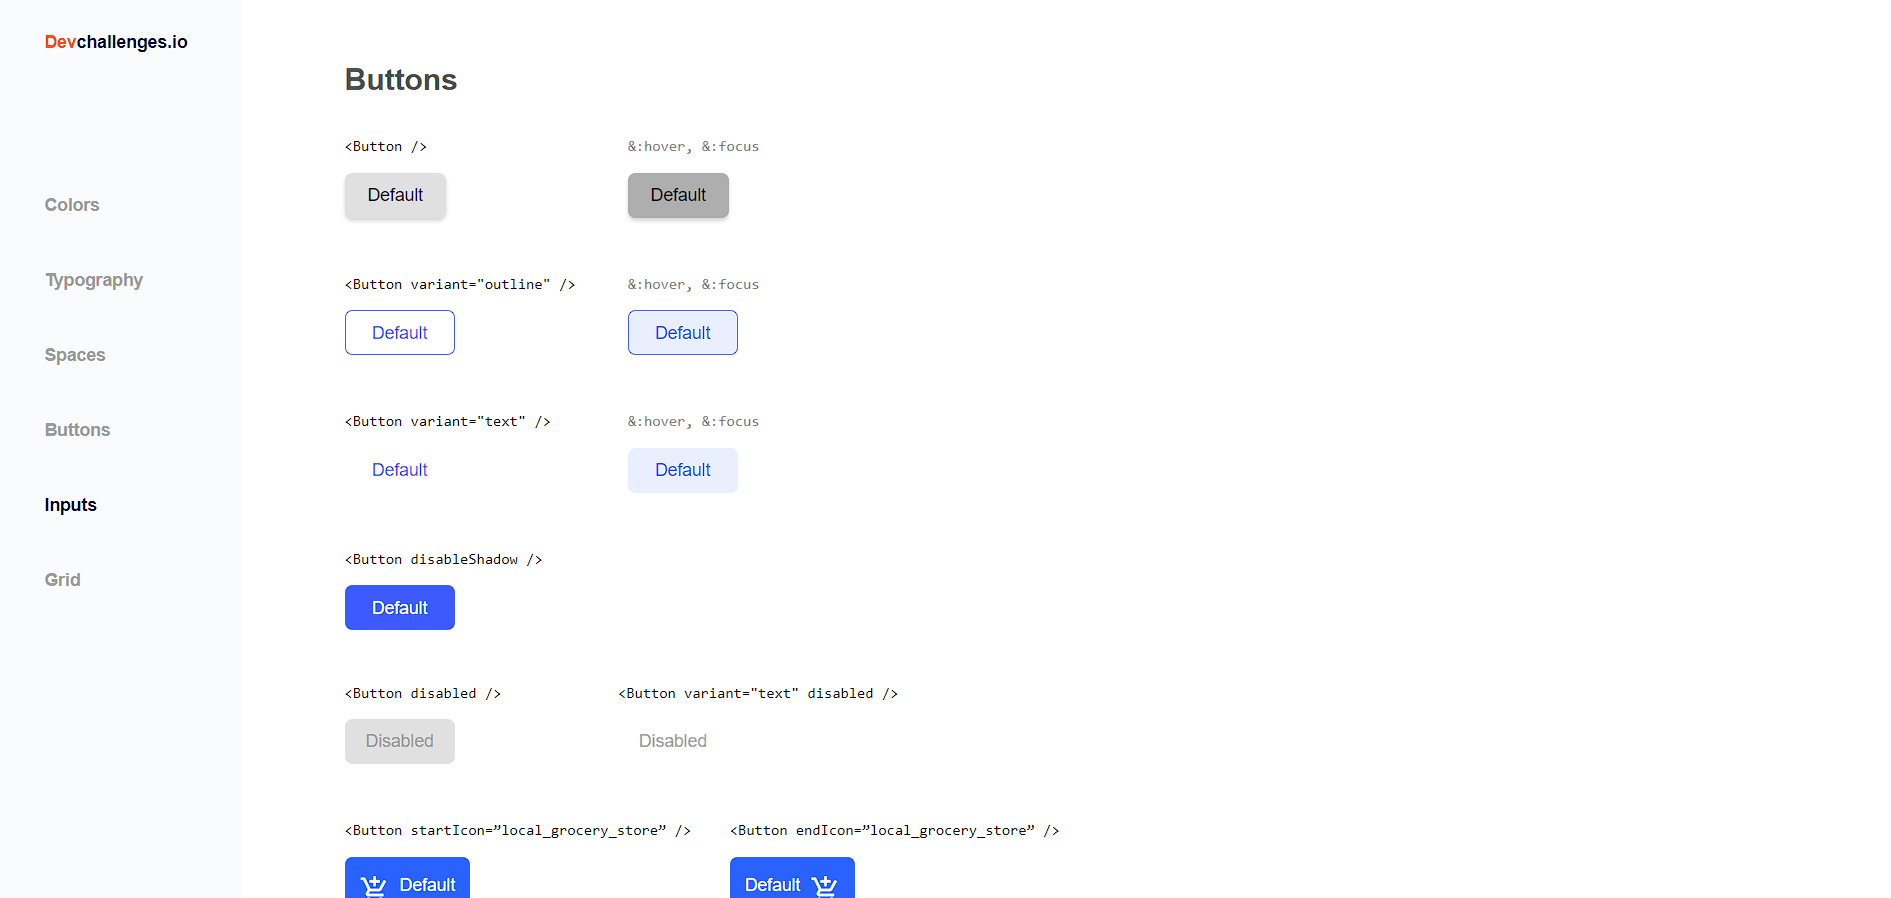 Devchallenges.io
Colors
Typography
Spaces
Buttons
Inputs
Grid
Buttons
<Button />
&:hover, &:focus
Default
Default
<Button variant="outline" />
&:hover, &:focus
Default
Default
<Button variant="text" />
&:hover, &:focus
Default
Default
<Button disableShadow />
Default
<Button disabled />
<Button variant="text" disabled />
Disabled
Disabled
<Button startIcon=”local_grocery_store” />
<Button endIcon=”local_grocery_store” />
Default
Default